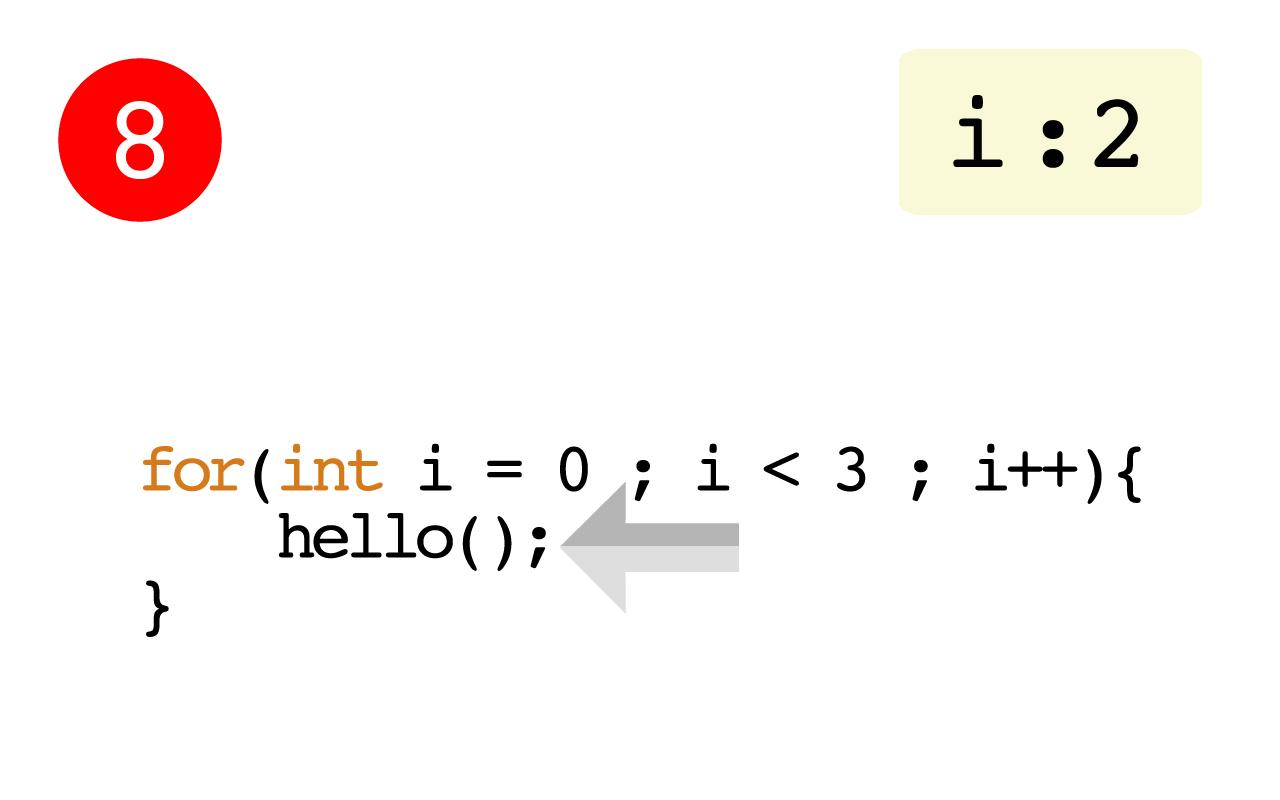 8
i:2
for(int i = 0 ; i < 3 ; i++){
    hello();
}